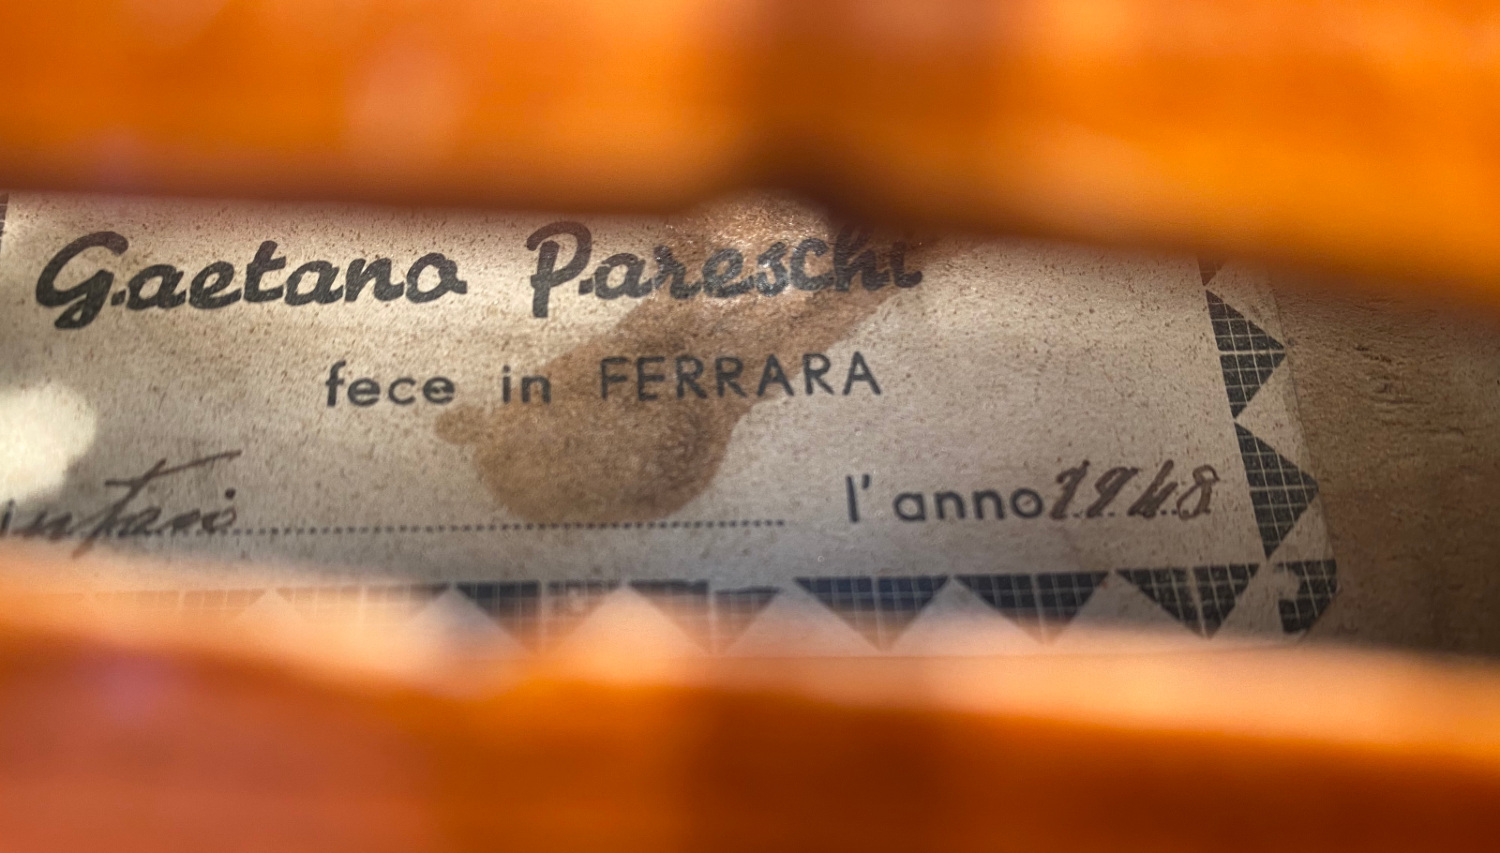 Gaetano Pareschi
fece in FERRARA
l'anno 1948